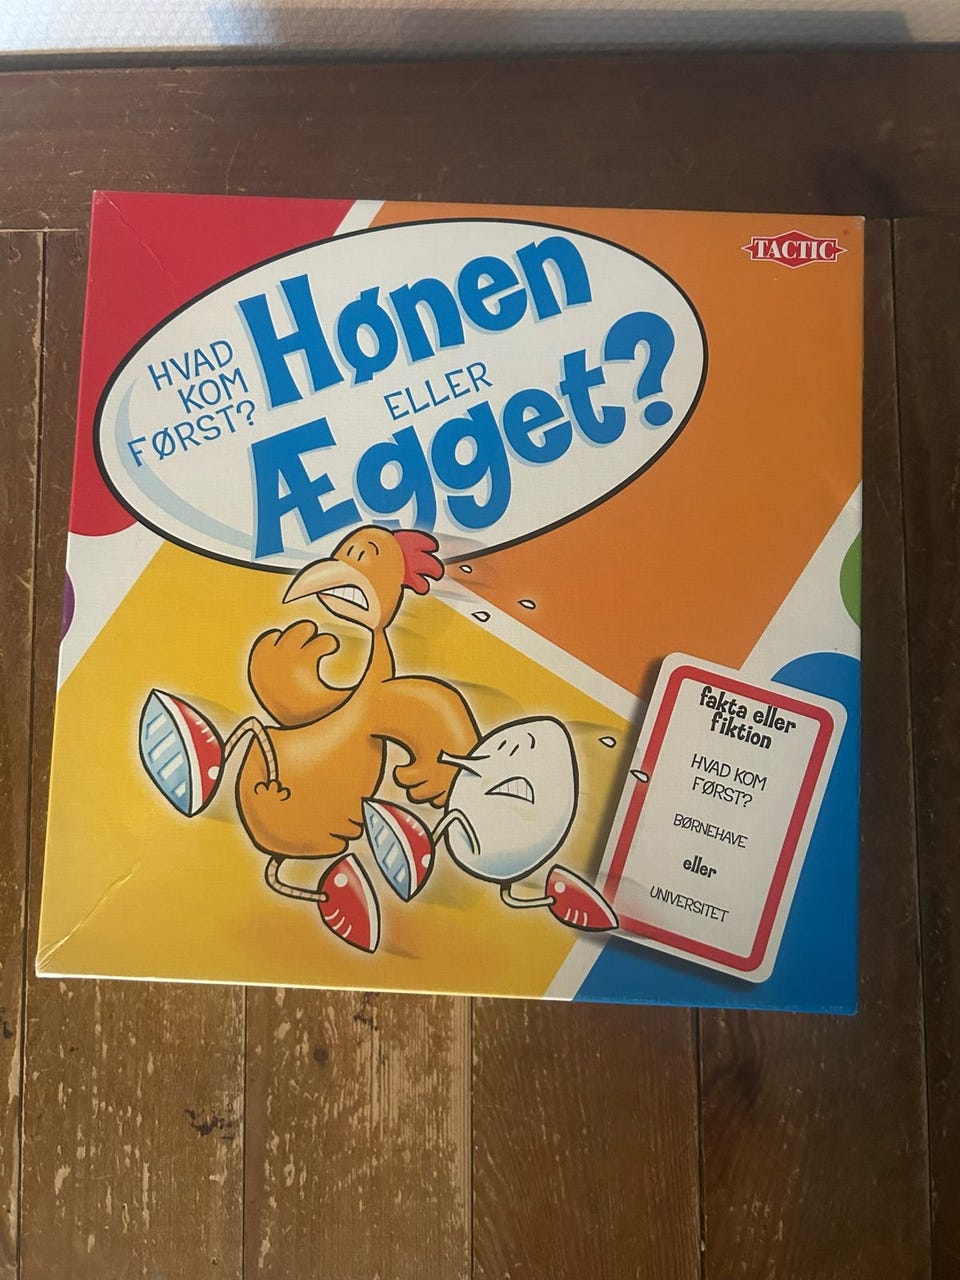 TACTIC
HVAD
KOM
FØRST?
Hønen
ELLER
Ægget?
fakta eller
fiktion
HVAD KOM
FØRST?
BØRNEHAVE
eller
UNIVERSITET